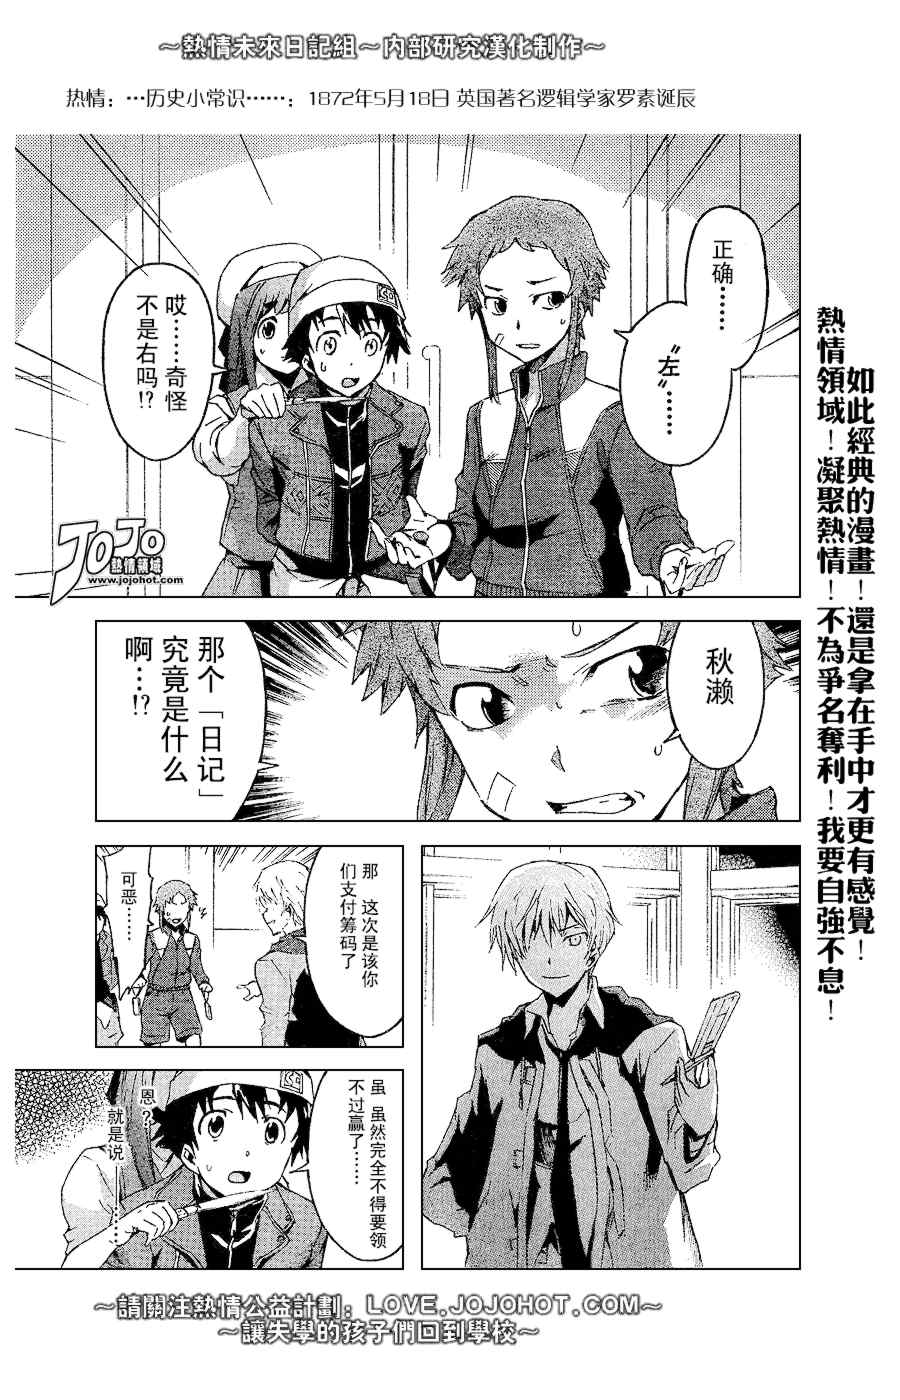 ～熱情未來日記組～内部研究漢化制作～
热情：…历史小常识……：1872年5月18日 英国著名逻辑学家罗素诞辰
正确……
“左”……
哎……奇怪
不是右吗!?
JOJO
熱情領域
www.jojohot.com
秋濑
那个「日记」
究竟是什么
啊…!?
那 这次是该你
们支付筹码了
可恶……
虽 虽然完全不得要领
不过赢了……
恩?
就是说……
如此經典的漫畫！還是拿在手中才更有感覺！
熱情領域！凝聚熱情！不為爭名奪利！我要自強不息！
～請關注熱情公益計劃：LOVE.JOJOHOT.COM～
～讓失學的孩子們回到學校～